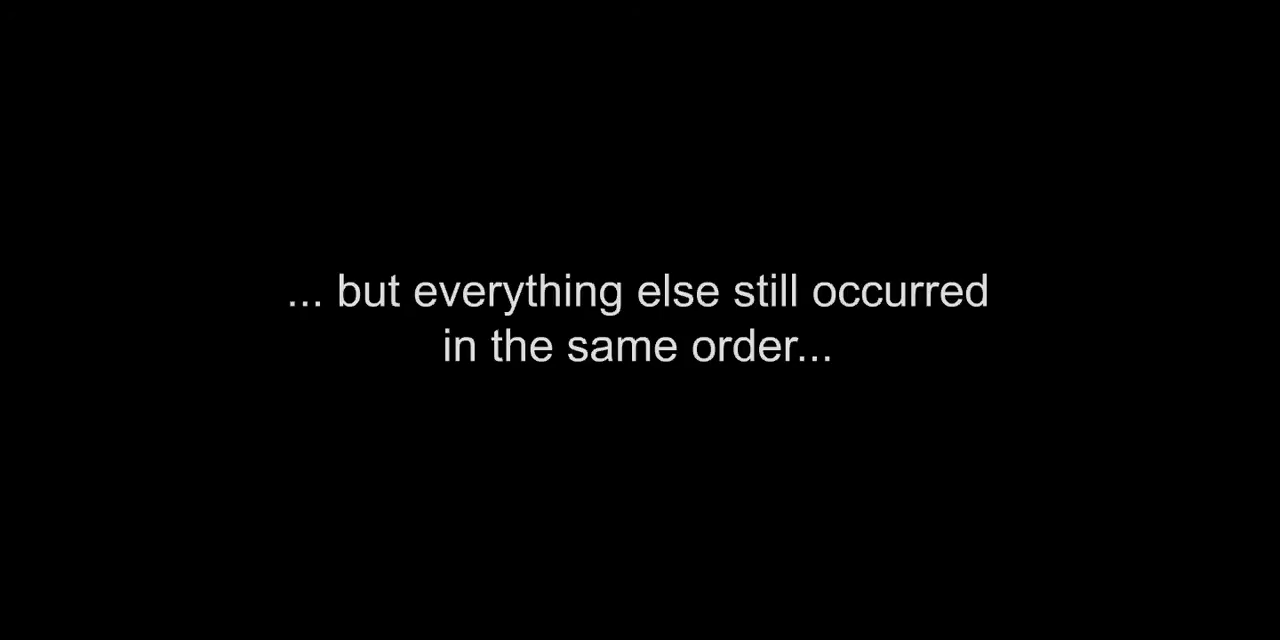 ... but everything else still occurred
in the same order...